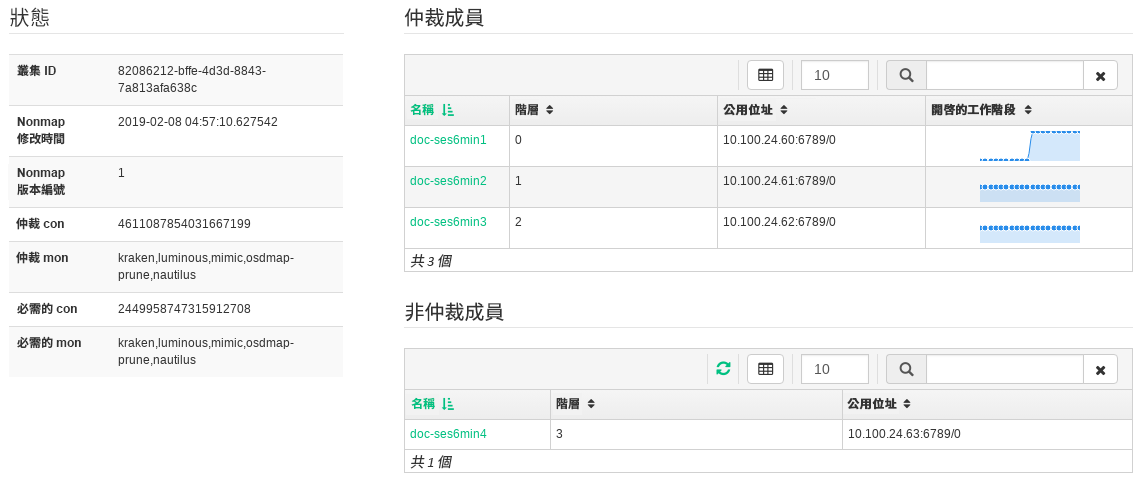 狀態
叢集 ID
82086212-bffe-4d3d-8843-
7a813afa638c
Nonmap
修改時間
2019-02-08 04:57:10.627542
Nonmap
版本編號
1
仲裁 con
4611087854031667199
仲裁 mon
kraken,luminous,mimic,osdmap-
prune,nautilus
必需的 con
2449958747315912708
必需的 mon
kraken,luminous,mimic,osdmap-
prune,nautilus
仲裁成員
10
名稱 階層 公用位址 開啓的工作階段
doc-ses6min1 0 10.100.24.60:6789/0
doc-ses6min2 1 10.100.24.61:6789/0
doc-ses6min3 2 10.100.24.62:6789/0
共 3 個
非仲裁成員
10
名稱 階層 公用位址
doc-ses6min4 3 10.100.24.63:6789/0
共 1 個